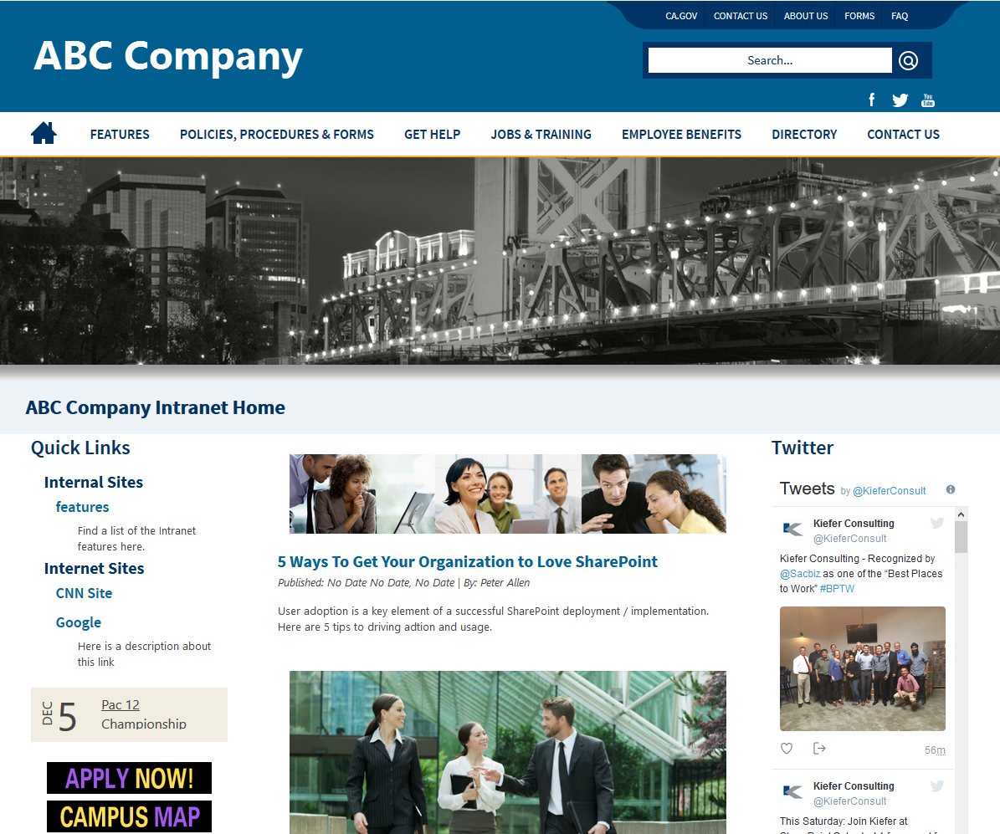 CA.GOV
CONTACT US
ABOUT US
FORMS
FAQ
ABC Company
Search...
f
You
Tube
FEATURES
POLICIES, PROCEDURES & FORMS
GET HELP
JOBS & TRAINING
EMPLOYEE BENEFITS
DIRECTORY
CONTACT US
ABC Company Intranet Home
Quick Links
Internal Sites
features
Find a list of the Intranet
features here.
Internet Sites
CNN Site
Google
Here is a description about
this link
DEC
5
Pac 12
Championship
APPLY NOW!
CAMPUS MAP
5 Ways To Get Your Organization to Love SharePoint
Published: No Date No Date, No Date | By: Peter Allen
User adoption is a key element of a successful SharePoint deployment / implementation.
Here are 5 tips to driving adtion and usage.
Twitter
Tweets by @KieferConsult
Kiefer Consulting
@KieferConsult
Kiefer Consulting - Recognized by
@Sacbiz as one of the “Best Places
to Work” #BPTW
56m
Kiefer Consulting
@KieferConsult
This Saturday: Join Kiefer at